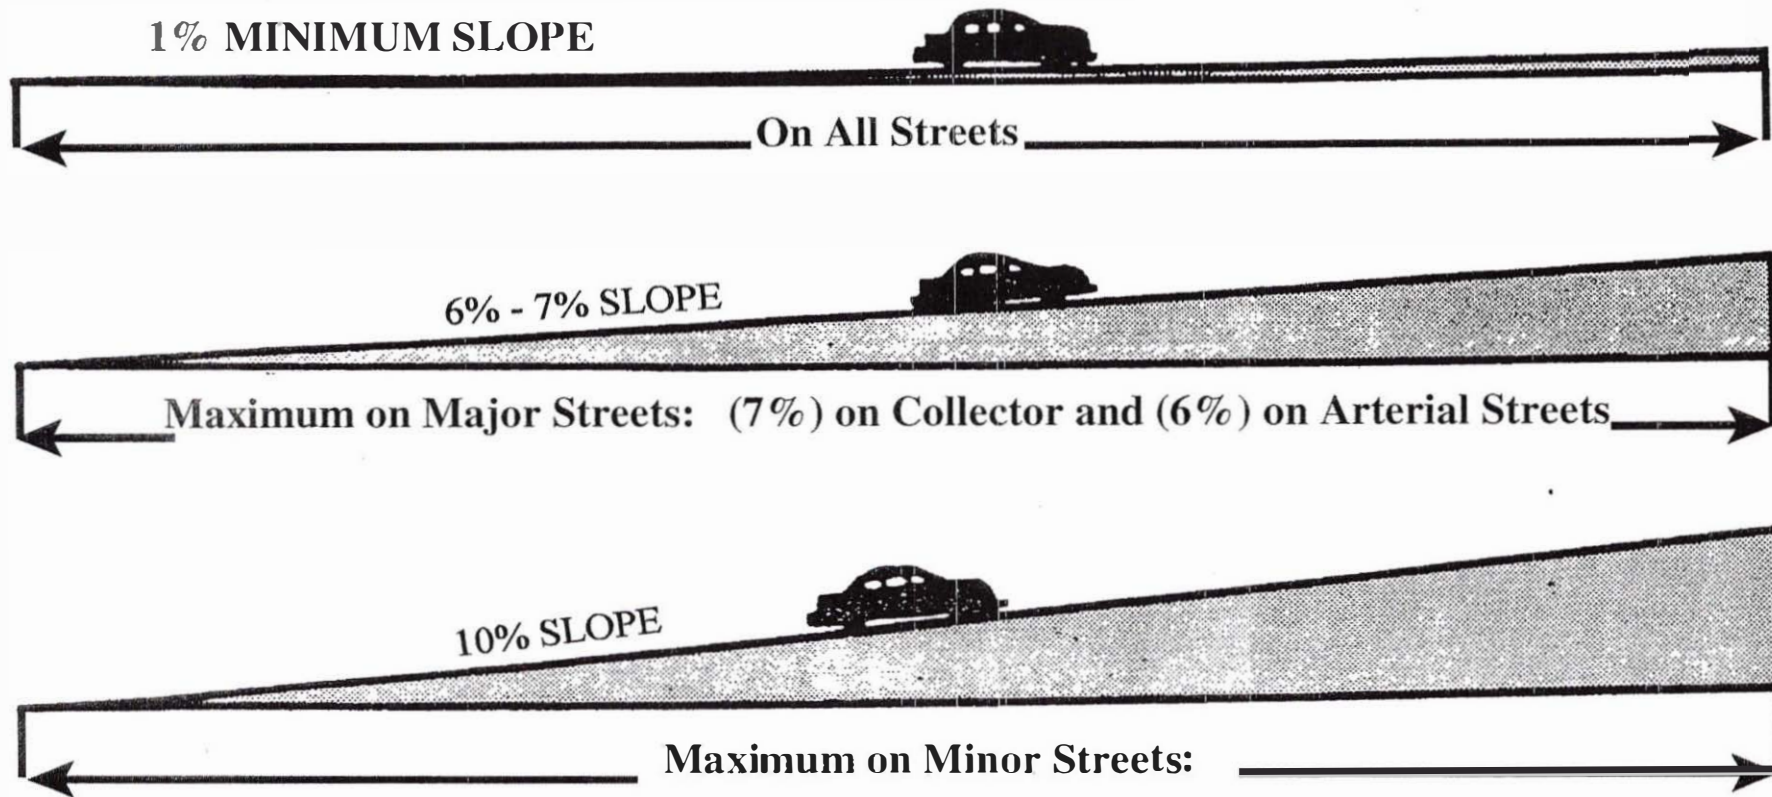 1% MINIMUM SLOPE
On All Streets
6% - 7% SLOPE
Maximum on Major Streets: (7%) on Collector and (6%) on Arterial Streets
10% SLOPE
Maximum on Minor Streets: